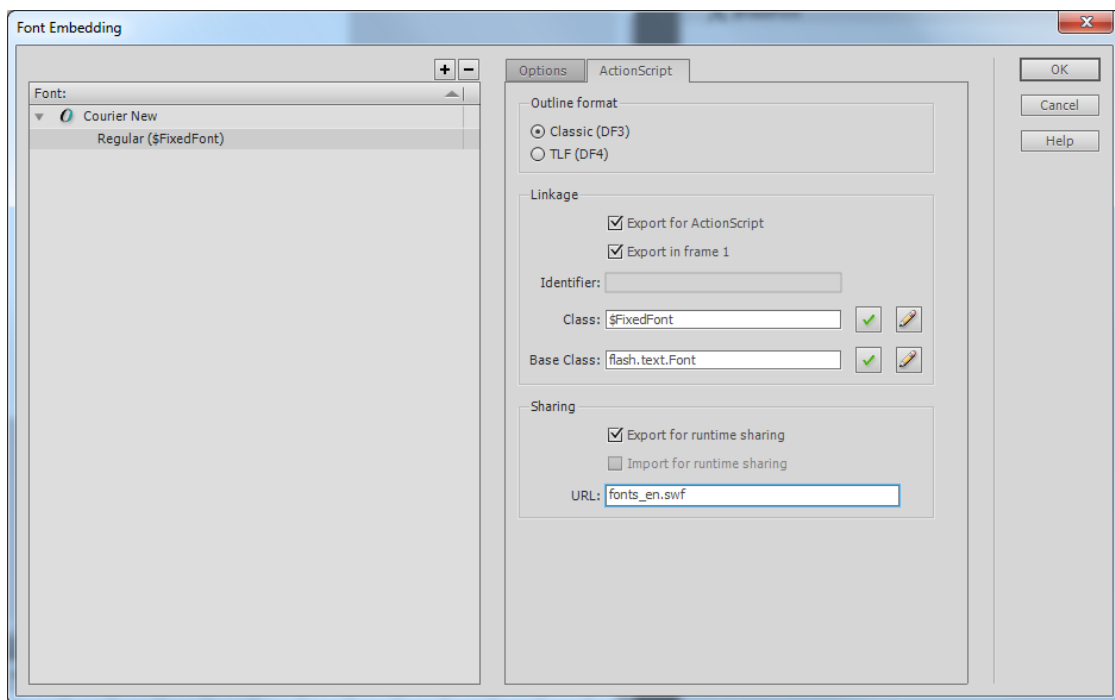 Font Embedding
Font:
Courier New
Regular ($FixedFont)
Options ActionScript
Outline format
Classic (DF3)
TLF (DF4)
Linkage
Export for ActionScript
Export in frame 1
Identifier:
Class: $FixedFont
Base Class: flash.text.Font
Sharing
Export for runtime sharing
Import for runtime sharing
URL: fonts_en.swf
OK
Cancel
Help